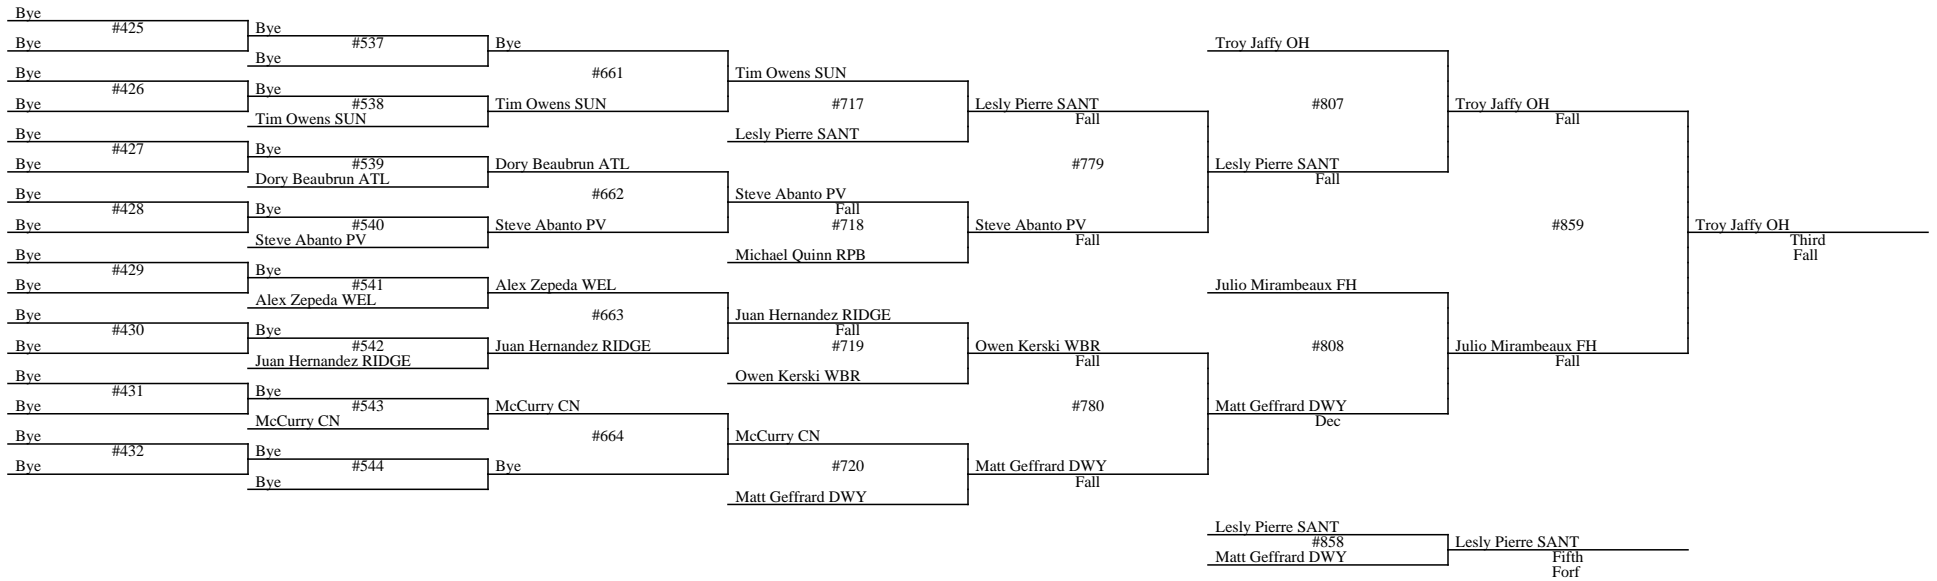 Bye
#425
Bye
Bye
#426
Bye
Bye
#427
Bye
Bye
#428
Bye
Bye
#429
Bye
Bye
#430
Bye
Bye
#431
Bye
Bye
#432
Bye
Bye
#537
Bye
Bye
#538
Tim Owens SUN
Bye
#539
Dory Beaubrun ATL
Bye
#540
Steve Abanto PV
Bye
#541
Alex Zepeda WEL
Bye
#542
Juan Hernandez RIDGE
Bye
#543
McCurry CN
Bye
#544
Bye
Bye
#661
Tim Owens SUN
Dory Beaubrun ATL
#662
Steve Abanto PV
Alex Zepeda WEL
#663
Juan Hernandez RIDGE
McCurry CN
#664
Bye
Tim Owens SUN
#717
Lesly Pierre SANT
Steve Abanto PV
Fall
#718
Michael Quinn RPB
Juan Hernandez RIDGE
Fall
#719
Owen Kerski WBR
McCurry CN
#720
Matt Geffrard DWY
Lesly Pierre SANT
Fall
#779
Steve Abanto PV
Fall
Owen Kerski WBR
Fall
#780
Matt Geffrard DWY
Fall
Troy Jaffy OH
#807
Lesly Pierre SANT
Fall
Julio Mirambeaux FH
#808
Matt Geffrard DWY
Dec
Troy Jaffy OH
Fall
#859
Julio Mirambeaux FH
Fall
Troy Jaffy OH
Third
Fall
Lesly Pierre SANT
#858
Matt Geffrard DWY
Lesly Pierre SANT
Fifth
Forf